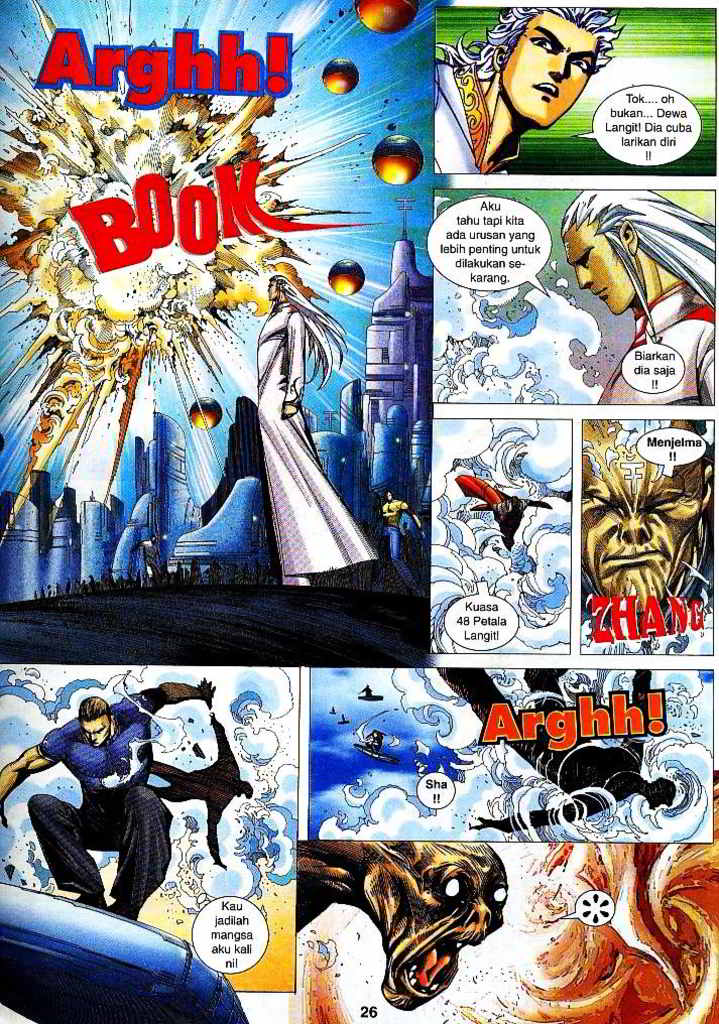 Arghh!
BOOM
Tok.... oh
bukan... Dewa
Langit! Dia cuba
larikan diri
!!
Aku
tahu tapi kita
ada urusan yang
lebih penting untuk
dilakukan se-
karang.
Biarkan
dia saja
!!
Kuasa
48 Petala
Langit!
Menjelma
!!
ZHANG
Kau
jadilah
mangsa
aku kali
ni!
Arghh!
Sha
!!
26